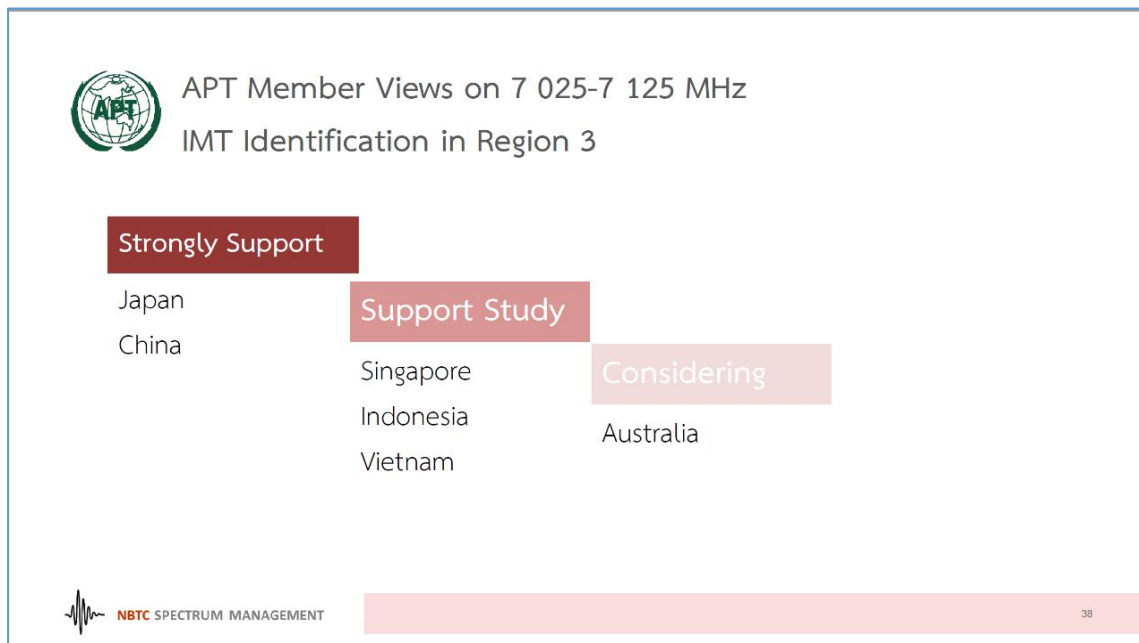 APT
APT Member Views on 7 025-7 125 MHz
IMT Identification in Region 3
Strongly Support
Japan
China
Support Study
Singapore
Indonesia
Vietnam
Considering
Australia
NBTC SPECTRUM MANAGEMENT
38